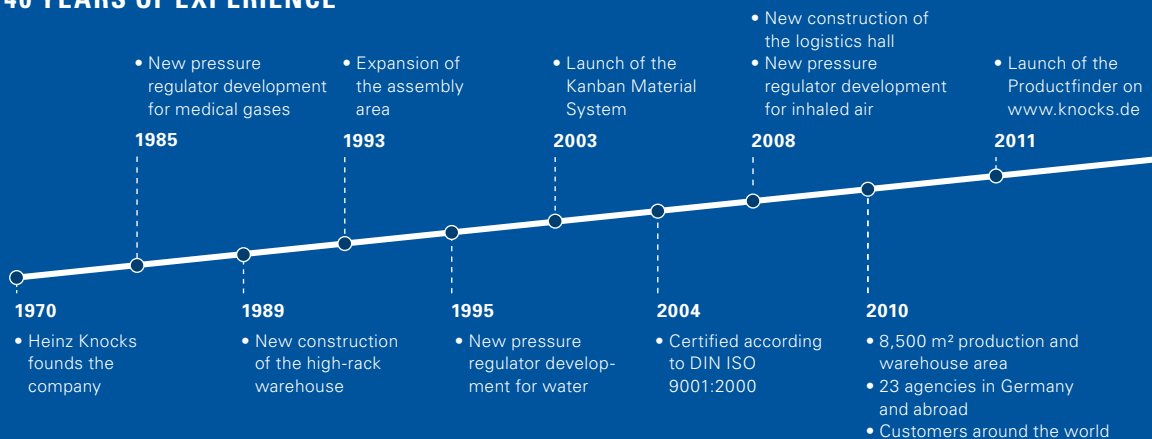 40 YEARS OF EXPERIENCE
• New pressure
regulator development
for medical gases
1985
• Expansion of
the assembly
area
1993
• Launch of the
Kanban Material
System
2003
• New construction of
the logistics hall
• New pressure
regulator development
for inhaled air
2008
• Launch of the
Productfinder on
www.knocks.de
2011
1970
• Heinz Knocks
founds the
company
1989
• New construction
of the high-rack
warehouse
1995
• New pressure
regulator develop-
ment for water
2004
• Certified according
to DIN ISO
9001:2000
2010
• 8,500 m² production and
warehouse area
• 23 agencies in Germany
and abroad
• Customers around the world